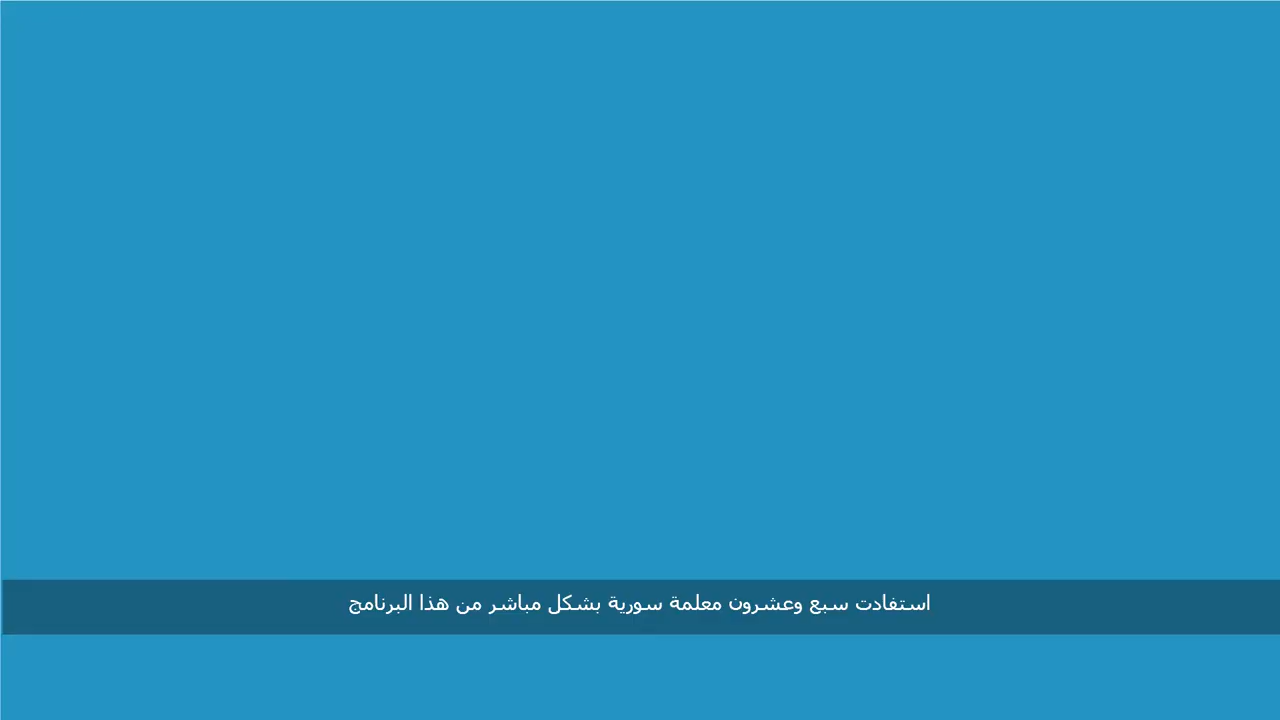 استفادت سبع وعشرون معلمة سورية بشكل مباشر من هذا البرنامج